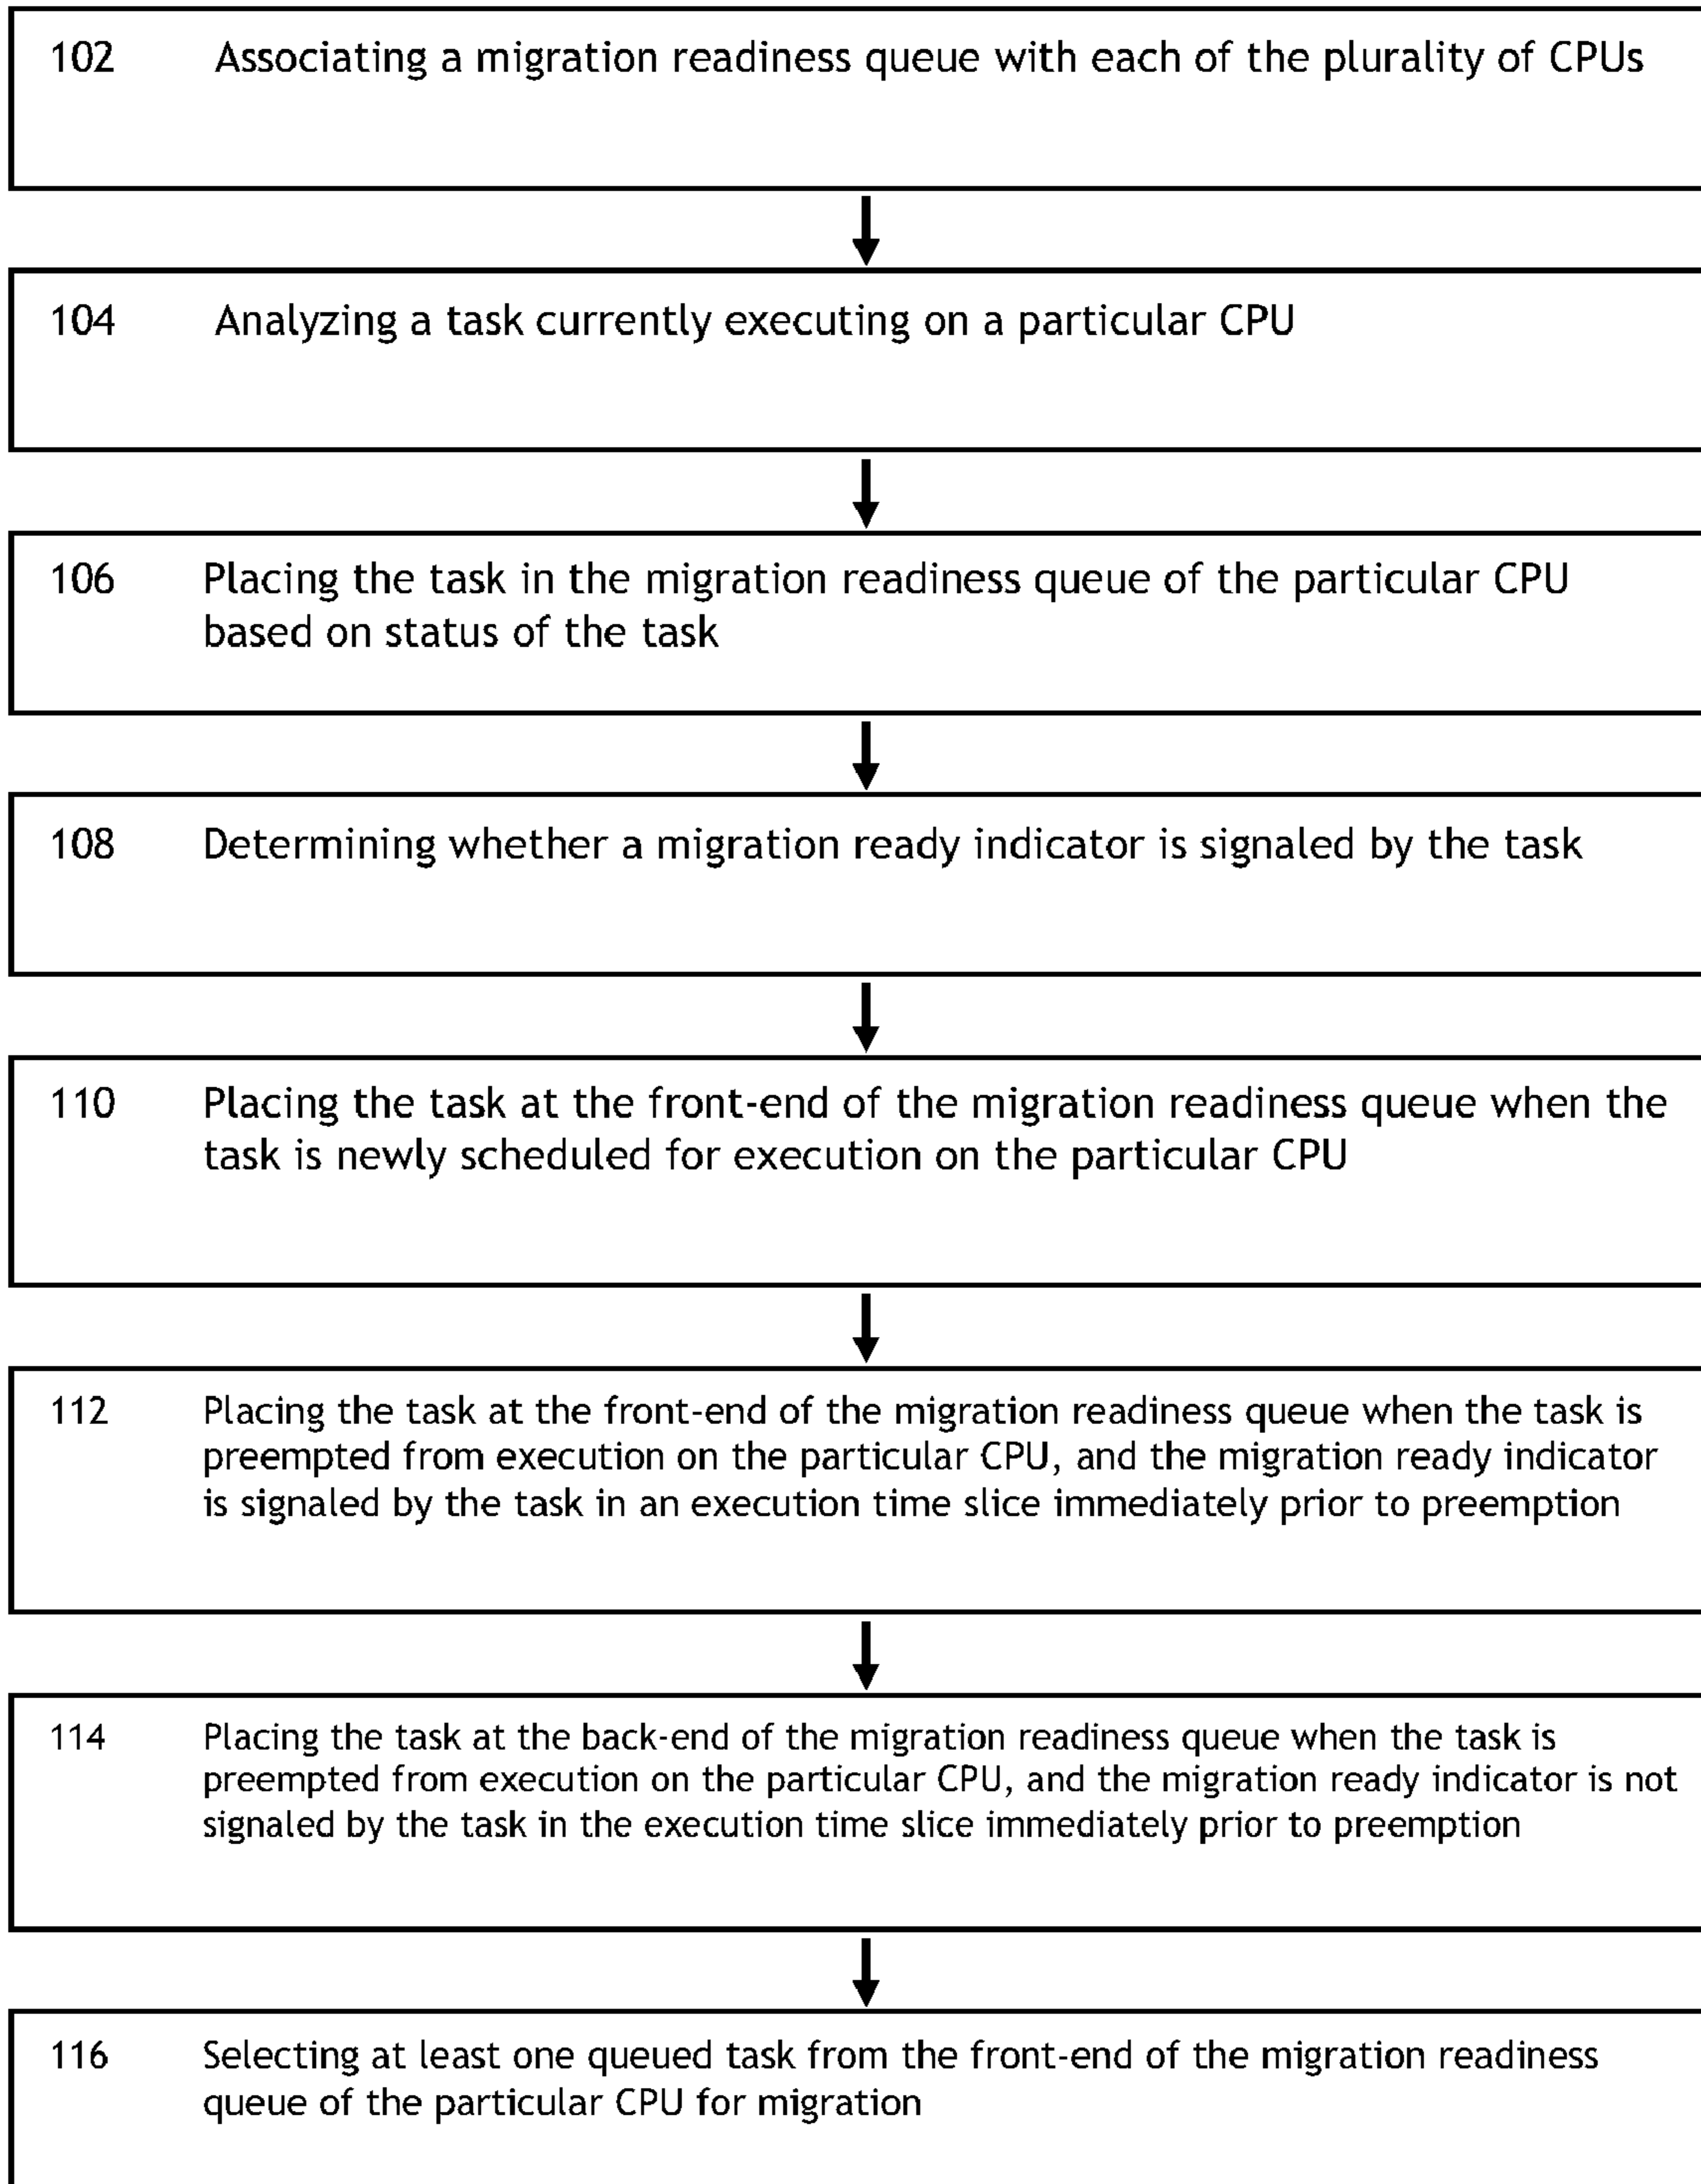 102 Associating a migration readiness queue with each of the plurality of CPUs
104 Analyzing a task currently executing on a particular CPU
106 Placing the task in the migration readiness queue of the particular CPU
based on status of the task
108 Determining whether a migration ready indicator is signaled by the task
110 Placing the task at the front-end of the migration readiness queue when the
task is newly scheduled for execution on the particular CPU
112 Placing the task at the front-end of the migration readiness queue when the task is
preempted from execution on the particular CPU, and the migration ready indicator
is signaled by the task in an execution time slice immediately prior to preemption
114 Placing the task at the back-end of the migration readiness queue when the task is
preempted from execution on the particular CPU, and the migration ready indicator is not
signaled by the task in the execution time slice immediately prior to preemption
116 Selecting at least one queued task from the front-end of the migration readiness
queue of the particular CPU for migration